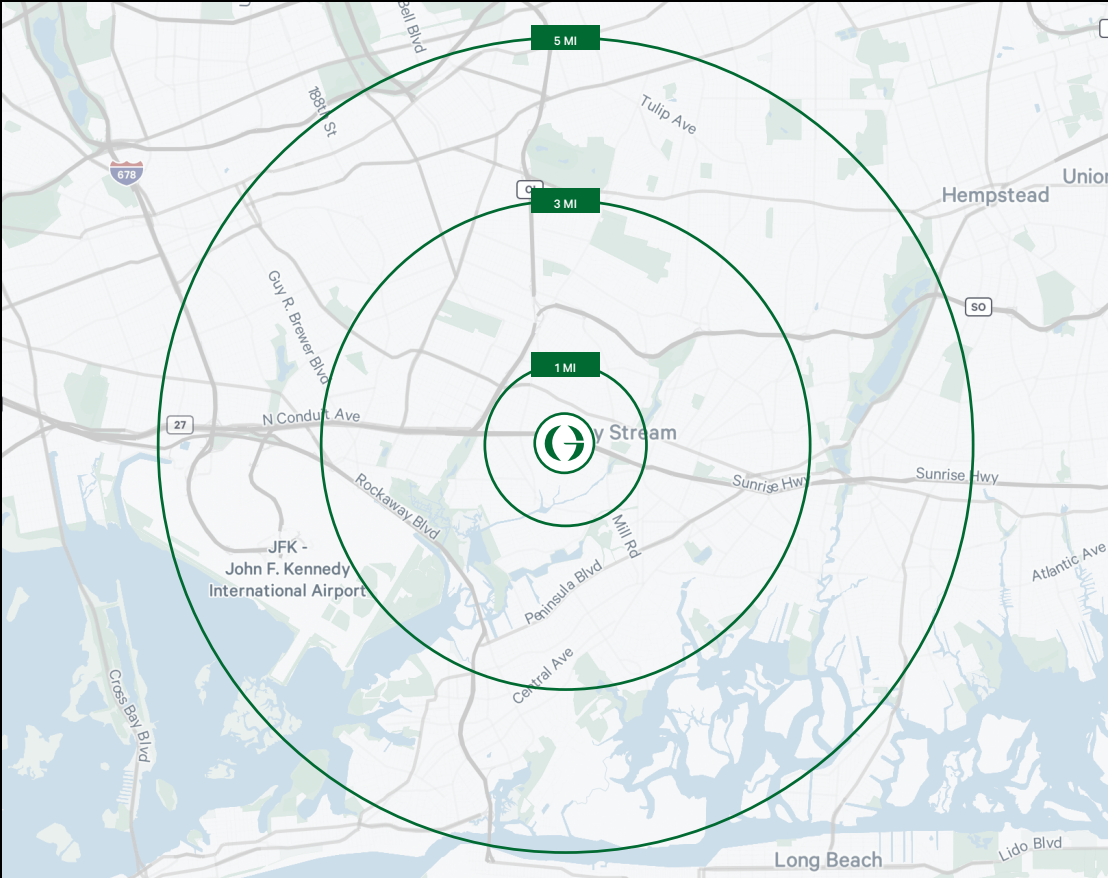 Bell Blvd
5 MI
188th St
Tulip Ave
678
Union
Hempstead
3 MI
Guy R. Brewer Blvd
SO
1 MI
N Conduit Ave
27
y Stream
Sunrise Hwy
Sunrise Hwy
Rockaway Blvd
Mill Rd
JFK -
John F. Kennedy
International Airport
Atlantic Ave
Peninsula Blvd
Central Ave
Cross Bay Blvd
Long Beach
Lido Blvd